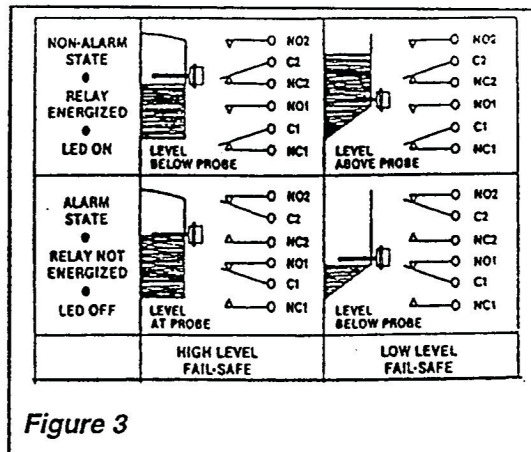 NON-ALARM
STATE
RELAY
ENERGIZED
LED ON
NO2
C2
NC2
NO1
C1
NC1
LEVEL
BELOW PROBE
NO2
C2
NC2
NO1
C1
NC1
LEVEL
ABOVE PROBE
ALARM
STATE
RELAY NOT
ENERGIZED
LED OFF
NO2
C2
NC2
NO1
C1
NC1
LEVEL
AT PROBE
NO2
C2
NC2
NO1
C1
NC1
LEVEL
BELOW PROBE
HIGH LEVEL
FAIL-SAFE
LOW LEVEL
FAIL-SAFE
Figure 3